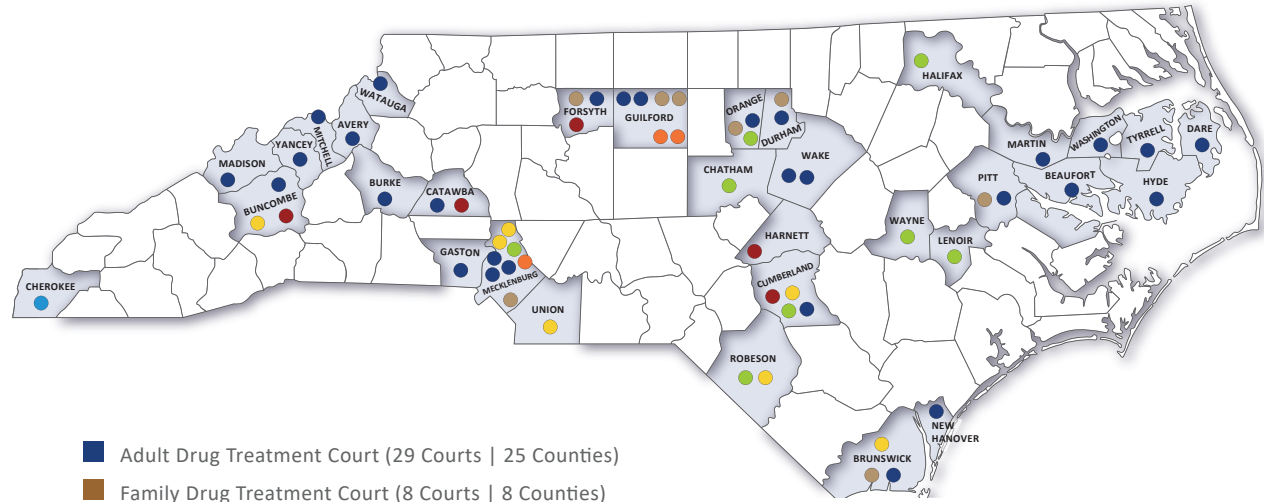 WATAUGA
HALIFAX
FORSYTH
GUILFORD
ORANGE
DURHAM
AVERY
MITCHELL
YANCEY
MADISON
BUNCOMBE
BURKE
CATAWBA
CHATAM
WAKE
MARTIN
WASHINGTON
TYRRELL
DARE
PITT
BEAUFORT
HYDE
WAYNE
LENOIR
HARNETT
GASTON
MECKLENBURG
CHEROKEE
UNION
CUMBERLAND
ROBESON
NEW
HANOVER
BRUNSWICK
Adult Drug Treatment Court (29 Courts | 25 Counties)
Family Drug Treatment Court (8 Courts | 8 Counties)